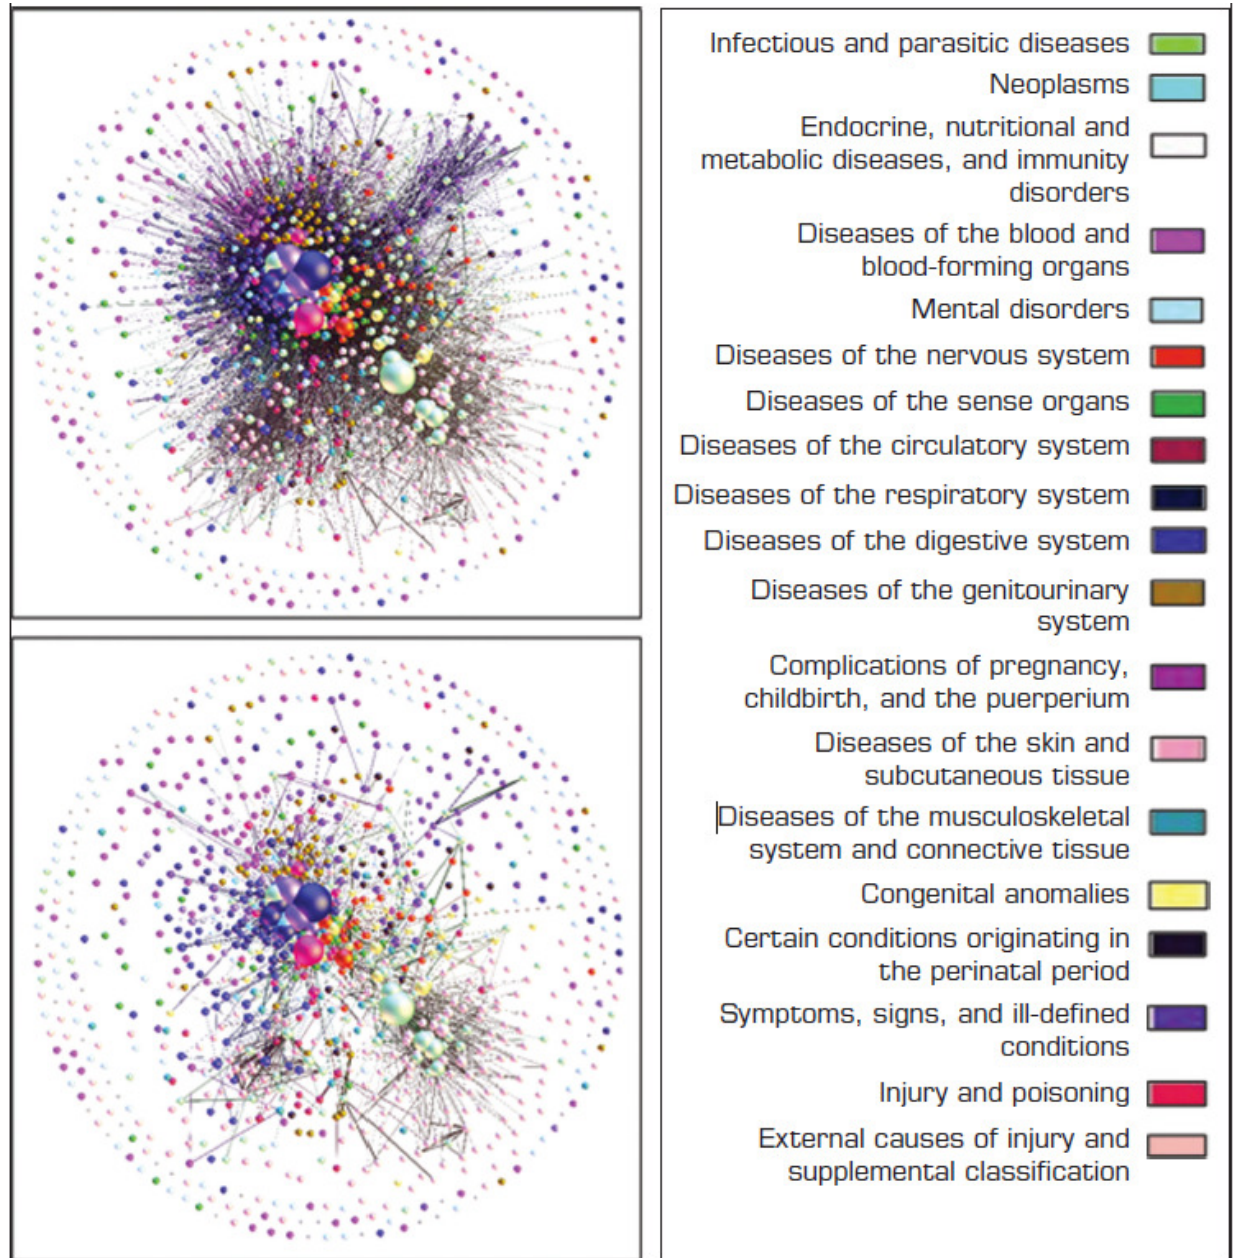 Infectious and parasitic diseases
Neoplasms
Endocrine, nutritional and
metabolic diseases, and immunity
disorders
Diseases of the blood and
blood-forming organs
Mental disorders
Diseases of the nervous system
Diseases of the sense organs
Diseases of the circulatory system
Diseases of the respiratory system
Diseases of the digestive system
Diseases of the genitourinary
system
Complications of pregnancy,
childbirth, and the puerperium
Diseases of the skin and
subcutaneous tissue
Diseases of the musculoskeletal
system and connective tissue
Congenital anomalies
Certain conditions originating in
the perinatal period
Symptoms, signs, and ill-defined
conditions
Injury and poisoning
External causes of injury and
supplemental classification